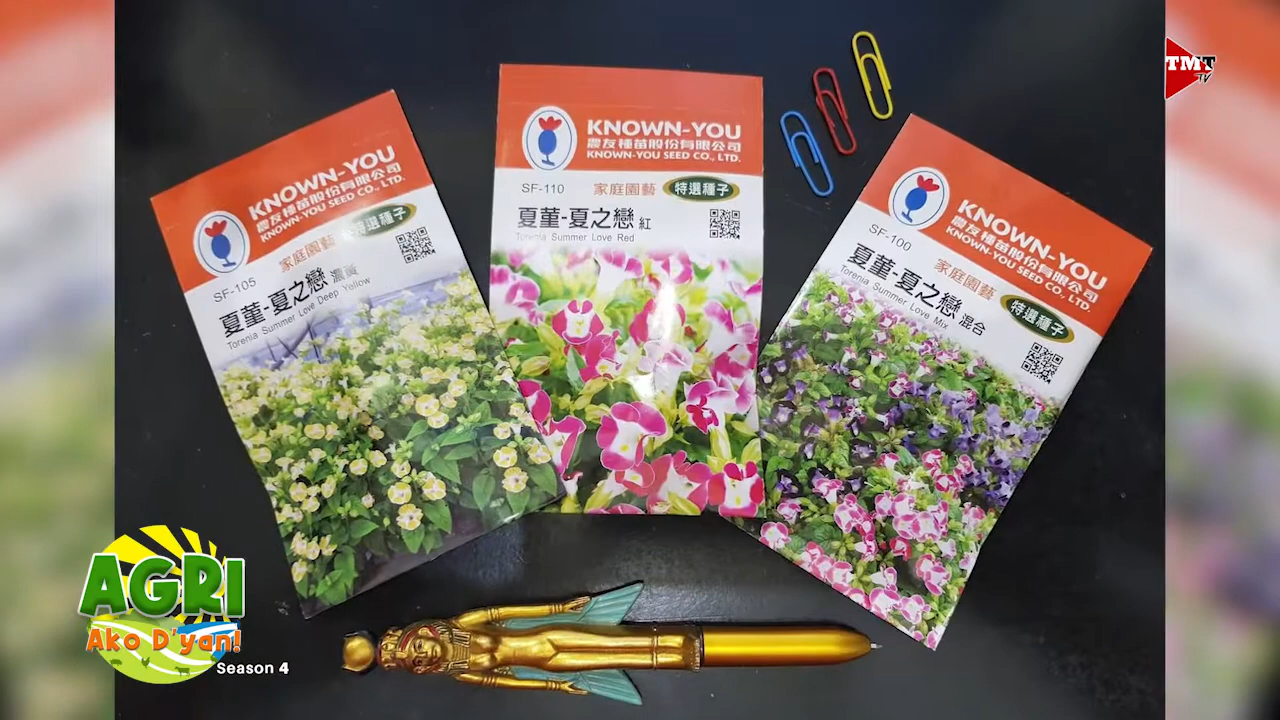 KNOWN-YOU
農友種苗股份有限公司
KNOWN-YOU SEED CO., LTD.
特選種子
家庭園藝
SF-105
夏菫-夏之戀 濃黃
Torenia Summer Love Deep Yellow
KNOWN-YOU
農友種苗股份有限公司
KNOWN-YOU SEED CO., LTD.
SF-110 家庭園藝 特選種子
夏菫-夏之戀 紅
Torenia Summer Love Red
KNOWN-YOU
農友種苗股份有限公司
KNOWN-YOU SEED CO., LTD.
SF-100 家庭園藝 特選種子
夏菫-夏之戀 混合
Torenia Summer Love Mix
TMT
TV
AGRI
Ako D'yan!
Season 4